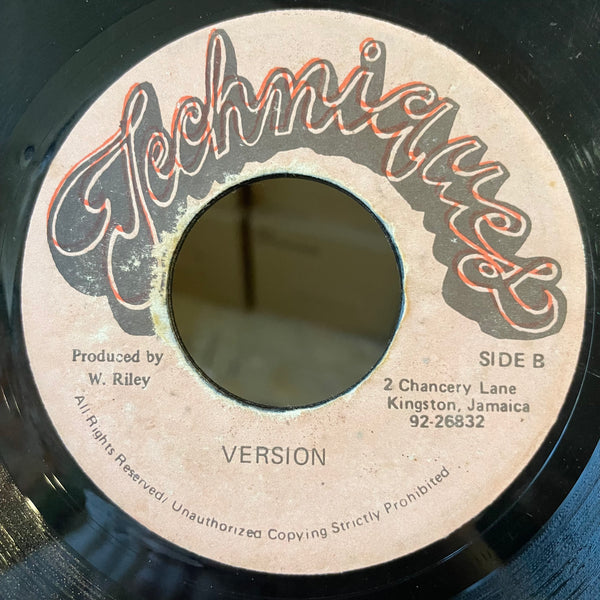 Techniques
Produced by
W. Riley
SIDE B
2 Chancery Lane
Kingston, Jamaica
92-26832
VERSION
All Rights Reserved/ Unauthorized Copying Strictly Prohibited